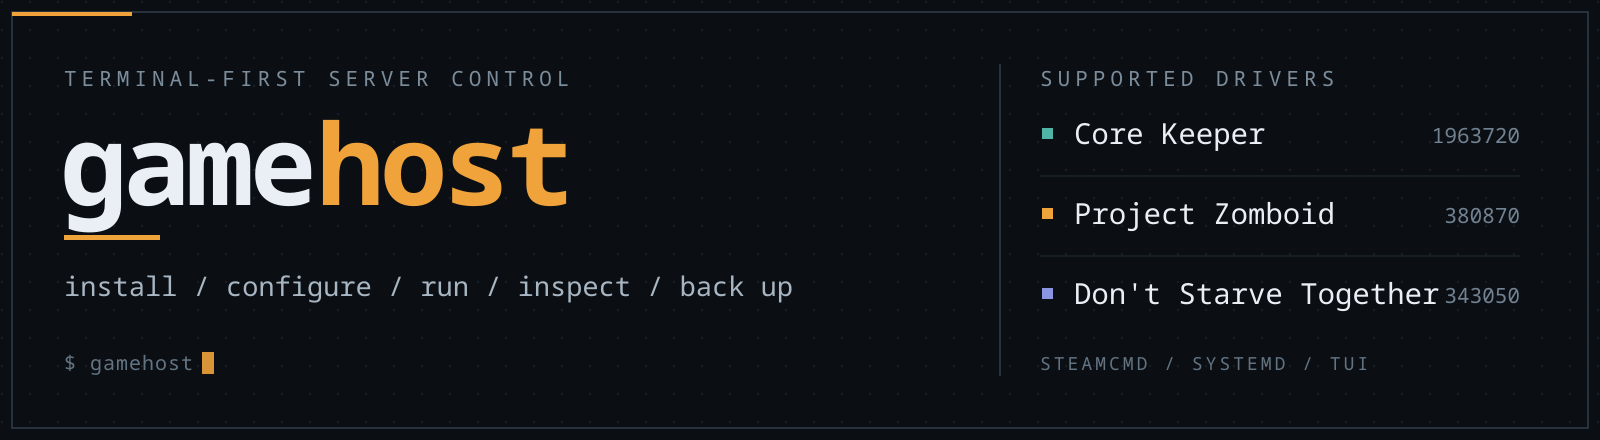 TERMINAL-FIRST SERVER CONTROL
gamehost
install / configure / run / inspect / back up
$ gamehost
SUPPORTED DRIVERS
Core Keeper 1963720
Project Zomboid 380870
Don't Starve Together 343050
STEAMCMD / SYSTEMD / TUI